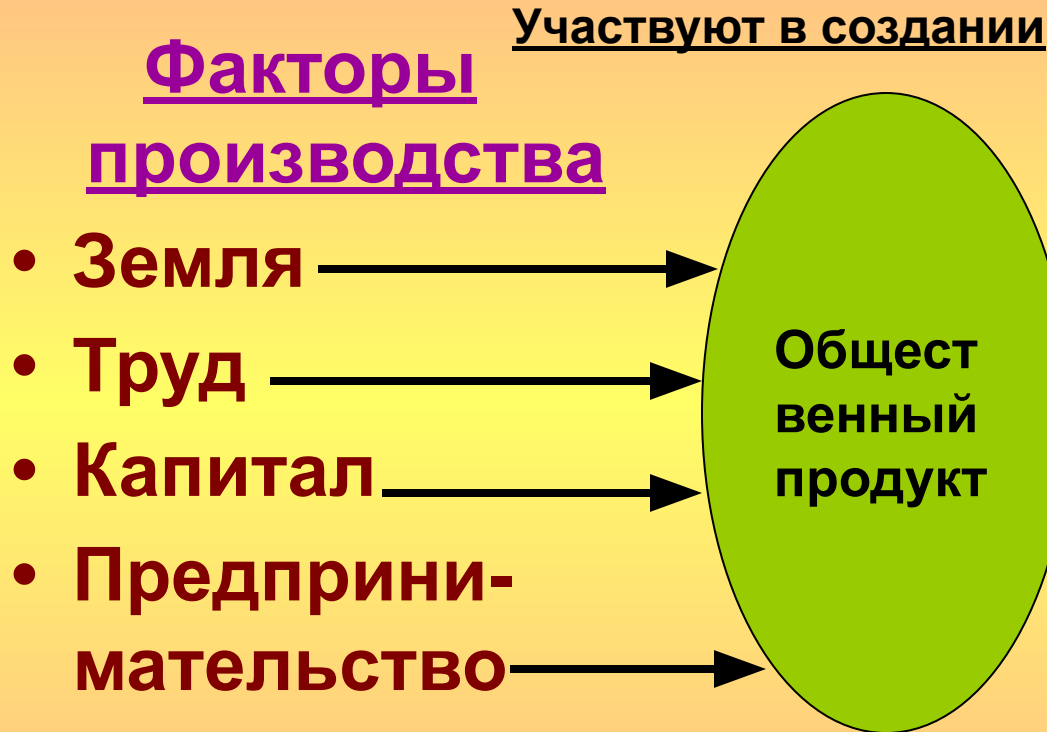 Участвуют в создании
Факторы
производства
• Земля
• Труд
• Капитал
• Предприни-
мательство
Общест
венный
продукт